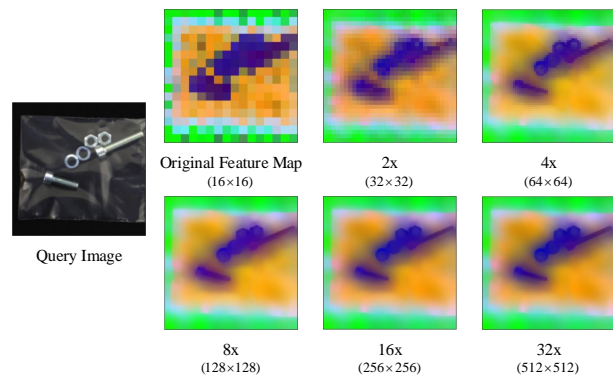 Original Feature Map
(16×16)
2x
(32×32)
4x
(64×64)
Query Image
8x
(128×128)
16x
(256×256)
32x
(512×512)